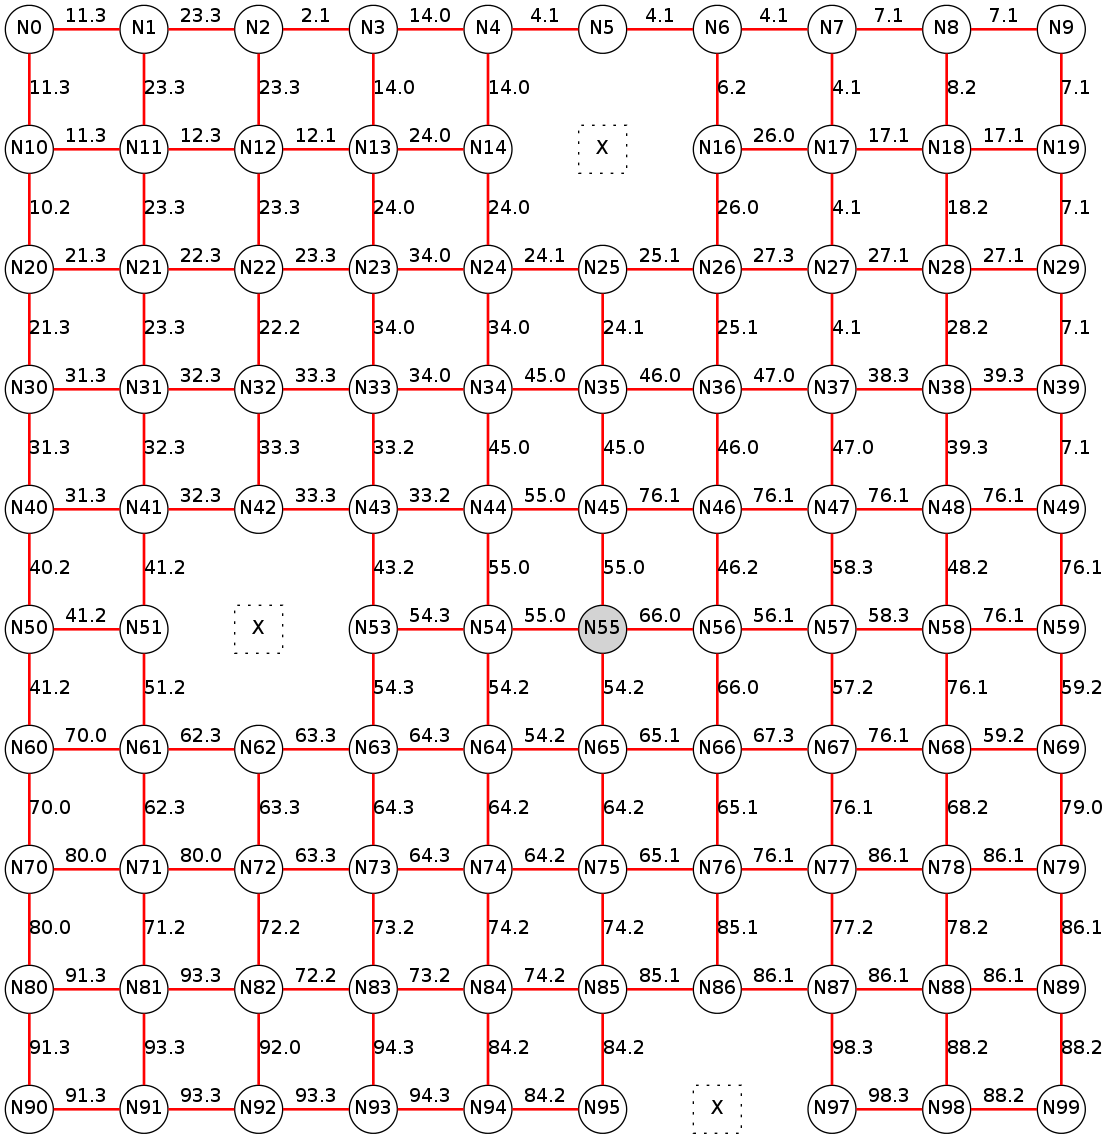 11.3 23.3 2.1 14.0 4.1 4.1 4.1 7.1 7.1
N0 N1 N2 N3 N4 N5 N6 N7 N8 N9
11.3 23.3 23.3 14.0 14.0 6.2 4.1 8.2 7.1
11.3 12.3 12.1 24.0 26.0 17.1 17.1
N10 N11 N12 N13 N14 X N16 N17 N18 N19
10.2 23.3 23.3 24.0 24.0 26.0 4.1 18.2 7.1
21.3 22.3 23.3 34.0 24.1 25.1 27.3 27.1 27.1
N20 N21 N22 N23 N24 N25 N26 N27 N28 N29
21.3 23.3 22.2 34.0 34.0 24.1 25.1 4.1 28.2 7.1
31.3 32.3 33.3 34.0 45.0 46.0 47.0 38.3 39.3
N30 N31 N32 N33 N34 N35 N36 N37 N38 N39
31.3 32.3 33.3 33.2 45.0 45.0 46.0 47.0 39.3 7.1
31.3 32.3 33.3 33.2 55.0 76.1 76.1 76.1 76.1
N40 N41 N42 N43 N44 N45 N46 N47 N48 N49
40.2 41.2 43.2 55.0 55.0 46.2 58.3 48.2 76.1
41.2 54.3 55.0 66.0 56.1 58.3 76.1
N50 N51 X N53 N54 N55 N56 N57 N58 N59
41.2 51.2 54.3 54.2 54.2 66.0 57.2 76.1 59.2
70.0 62.3 63.3 64.3 54.2 65.1 67.3 76.1 59.2
N60 N61 N62 N63 N64 N65 N66 N67 N68 N69
70.0 62.3 63.3 64.3 64.2 64.2 65.1 76.1 68.2 79.0
80.0 80.0 63.3 64.3 64.2 65.1 76.1 86.1 86.1
N70 N71 N72 N73 N74 N75 N76 N77 N78 N79
80.0 71.2 72.2 73.2 74.2 74.2 85.1 77.2 78.2 86.1
91.3 93.3 72.2 73.2 74.2 85.1 86.1 86.1 86.1
N80 N81 N82 N83 N84 N85 N86 N87 N88 N89
91.3 93.3 92.0 94.3 84.2 84.2 98.3 88.2 88.2
91.3 93.3 93.3 94.3 84.2 98.3 88.2
N90 N91 N92 N93 N94 N95 X N97 N98 N99